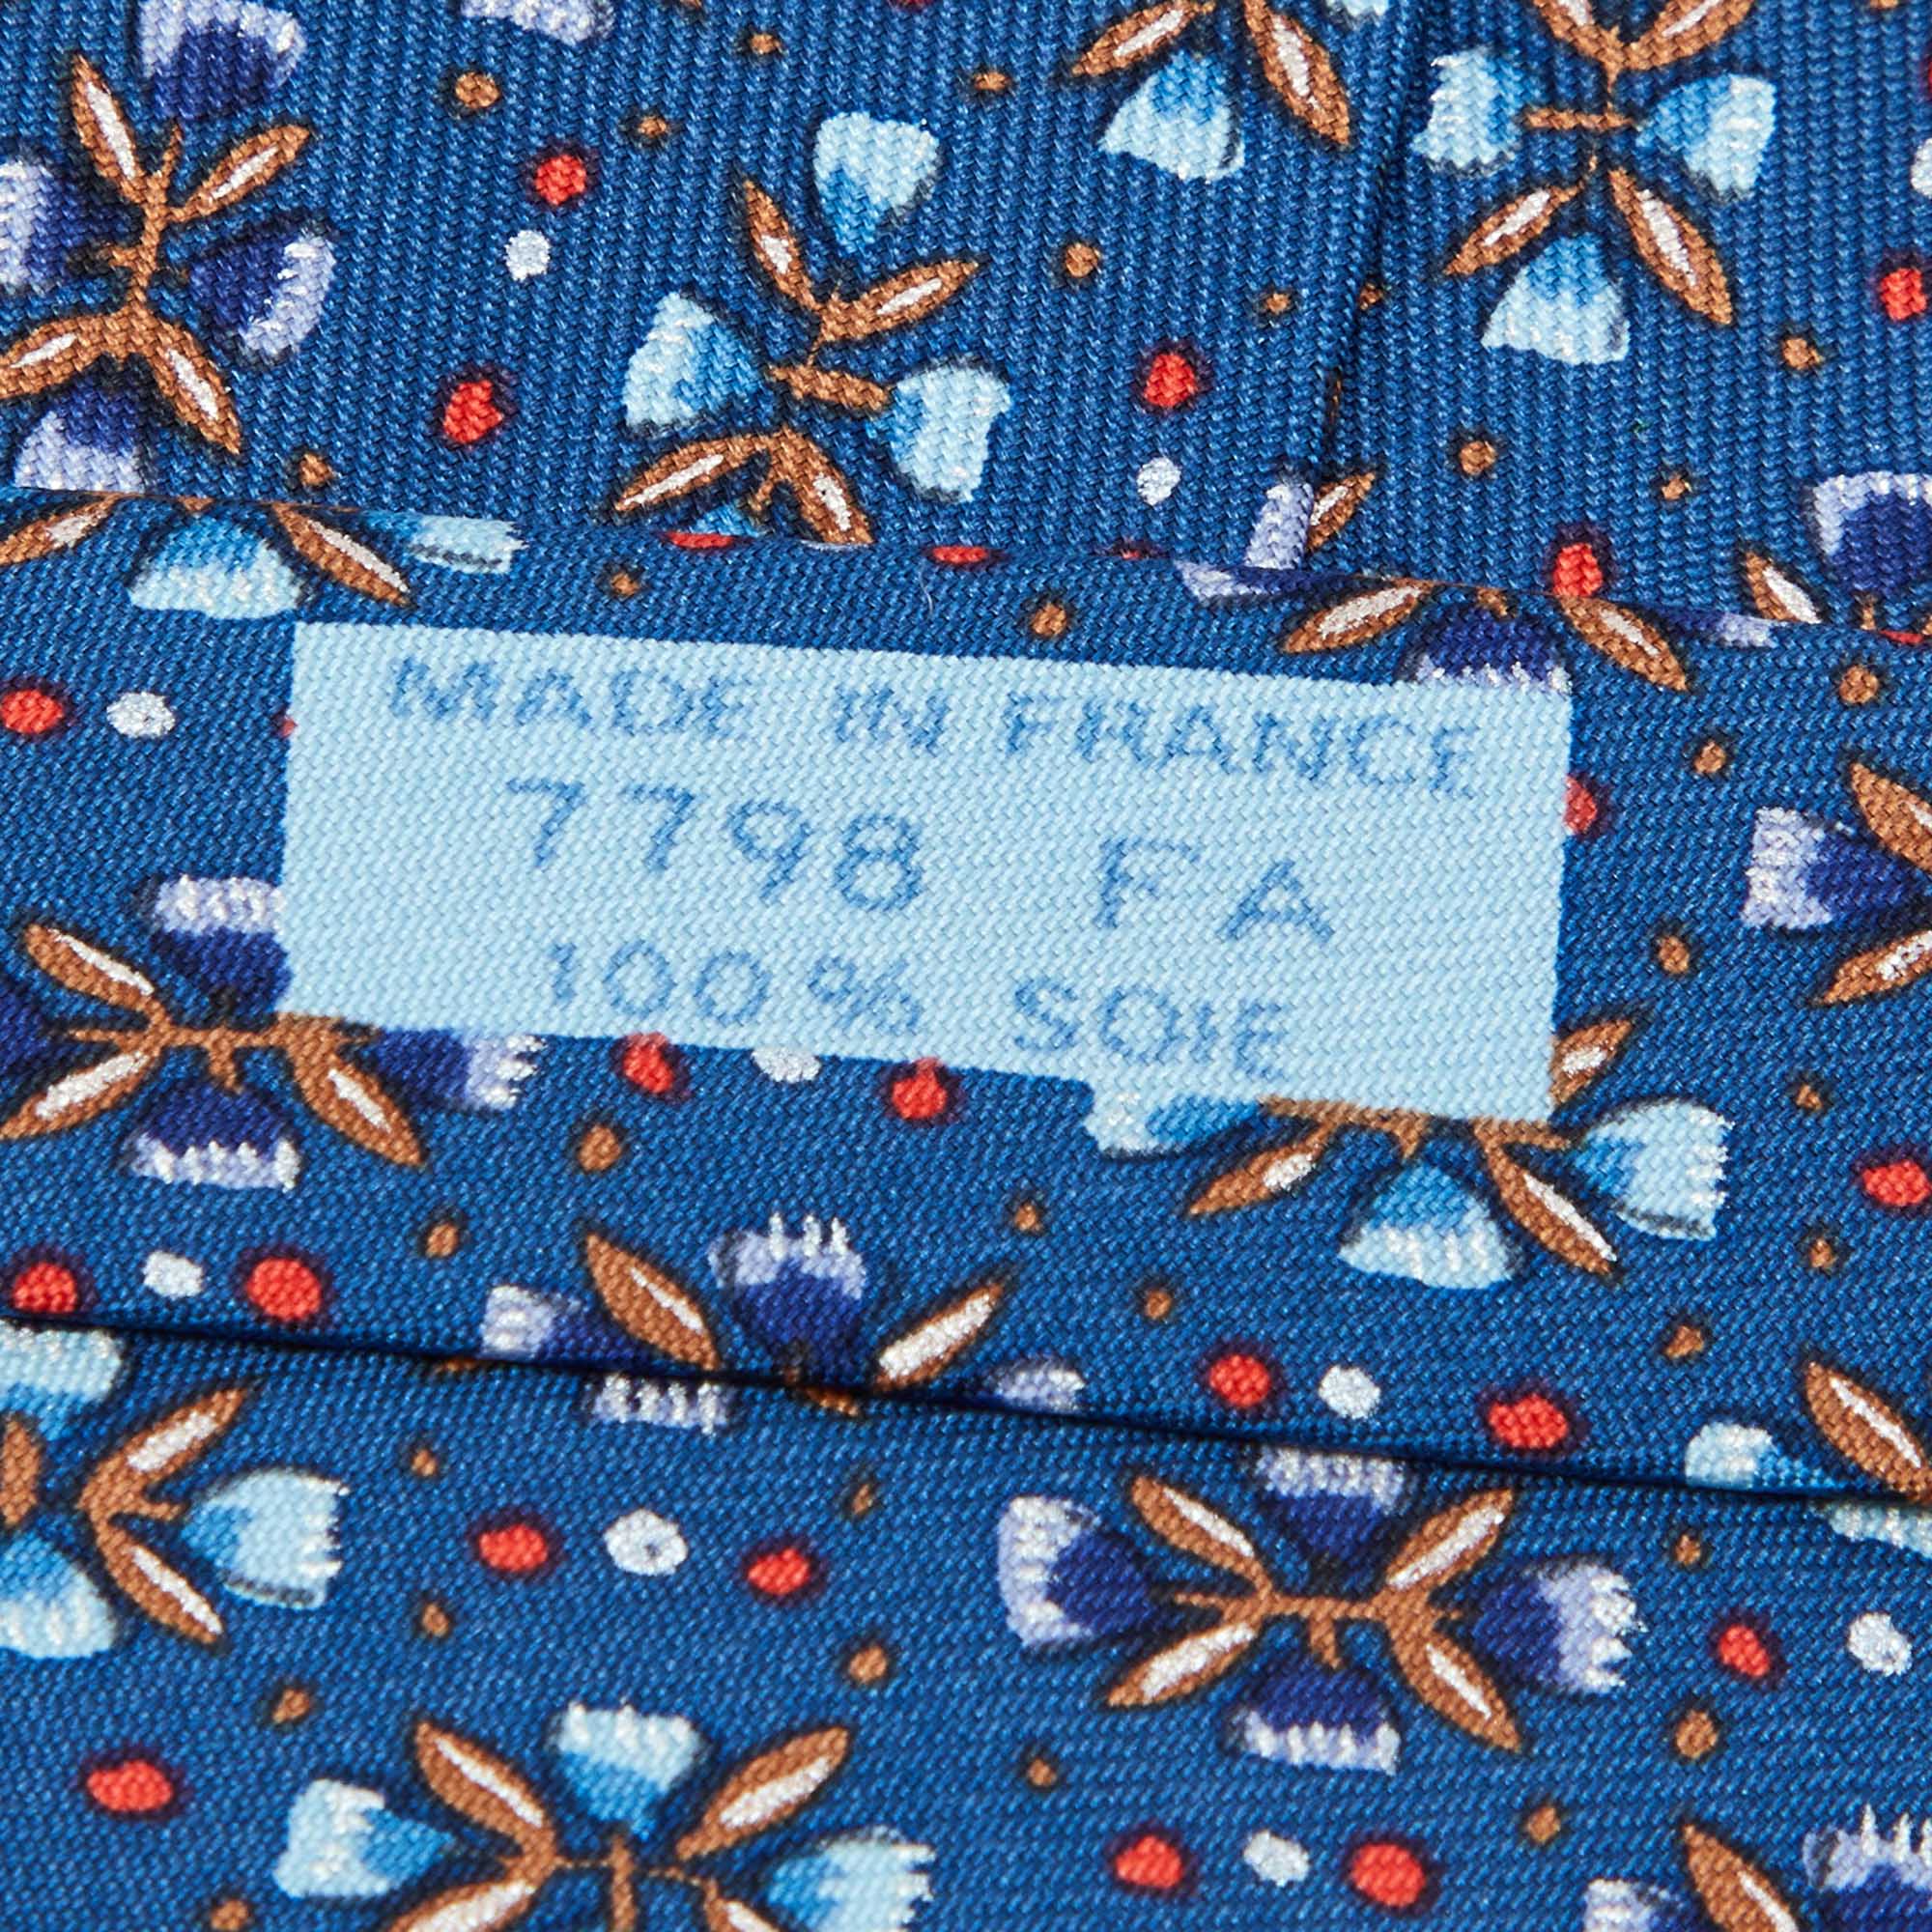 MADE IN FRANCE
7798 FA
100% SOIE